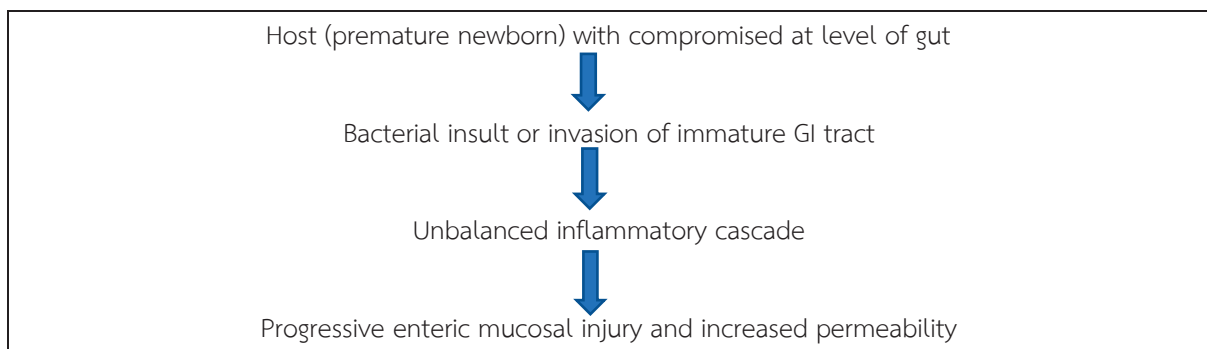 Host (premature newborn) with compromised at level of gut
Bacterial insult or invasion of immature GI tract
Unbalanced inflammatory cascade
Progressive enteric mucosal injury and increased permeability